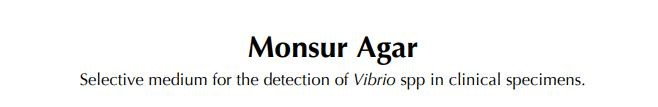 Monsur Agar
Selective medium for the detection of Vibrio spp in clinical specimens.